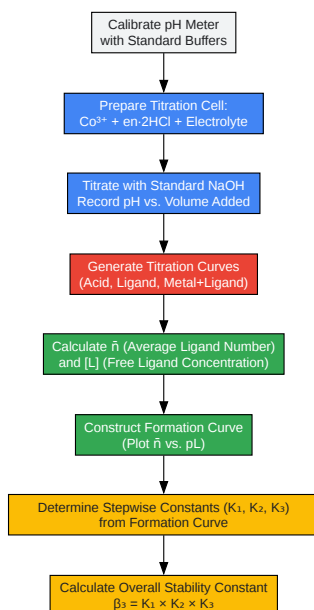 Calibrate pH Meter
with Standard Buffers
Prepare Titration Cell:
Co³⁺ + en·2HCl + Electrolyte
Titrate with Standard NaOH
Record pH vs. Volume Added
Generate Titration Curves
(Acid, Ligand, Metal+Ligand)
Calculate n̄ (Average Ligand Number)
and [L] (Free Ligand Concentration)
Construct Formation Curve
(Plot n̄ vs. pL)
Determine Stepwise Constants (K₁, K₂, K₃)
from Formation Curve
Calculate Overall Stability Constant
β₃ = K₁ × K₂ × K₃